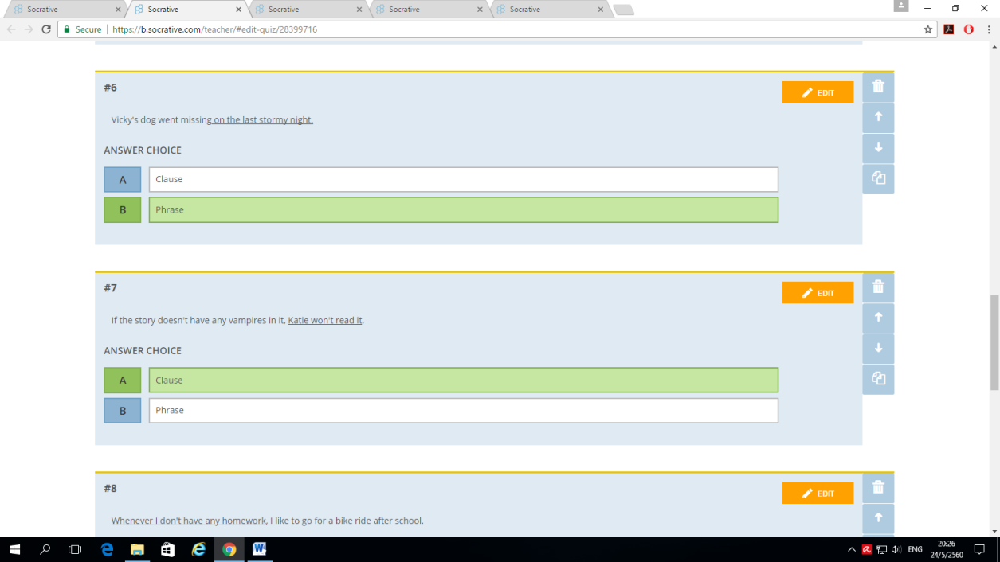 Socrative Socrative Socrative Socrative Socrative
Secure https://b.socrative.com/teacher/#edit-quiz/28399716
#6
EDIT
Vicky's dog went missing on the last stormy night.
ANSWER CHOICE
A Clause
B Phrase
#7
EDIT
If the story doesn't have any vampires in it, Katie won't read it.
ANSWER CHOICE
A Clause
B Phrase
#8
EDIT
Whenever I don't have any homework, I like to go for a bike ride after school.
ENG 20:26
24/5/2560